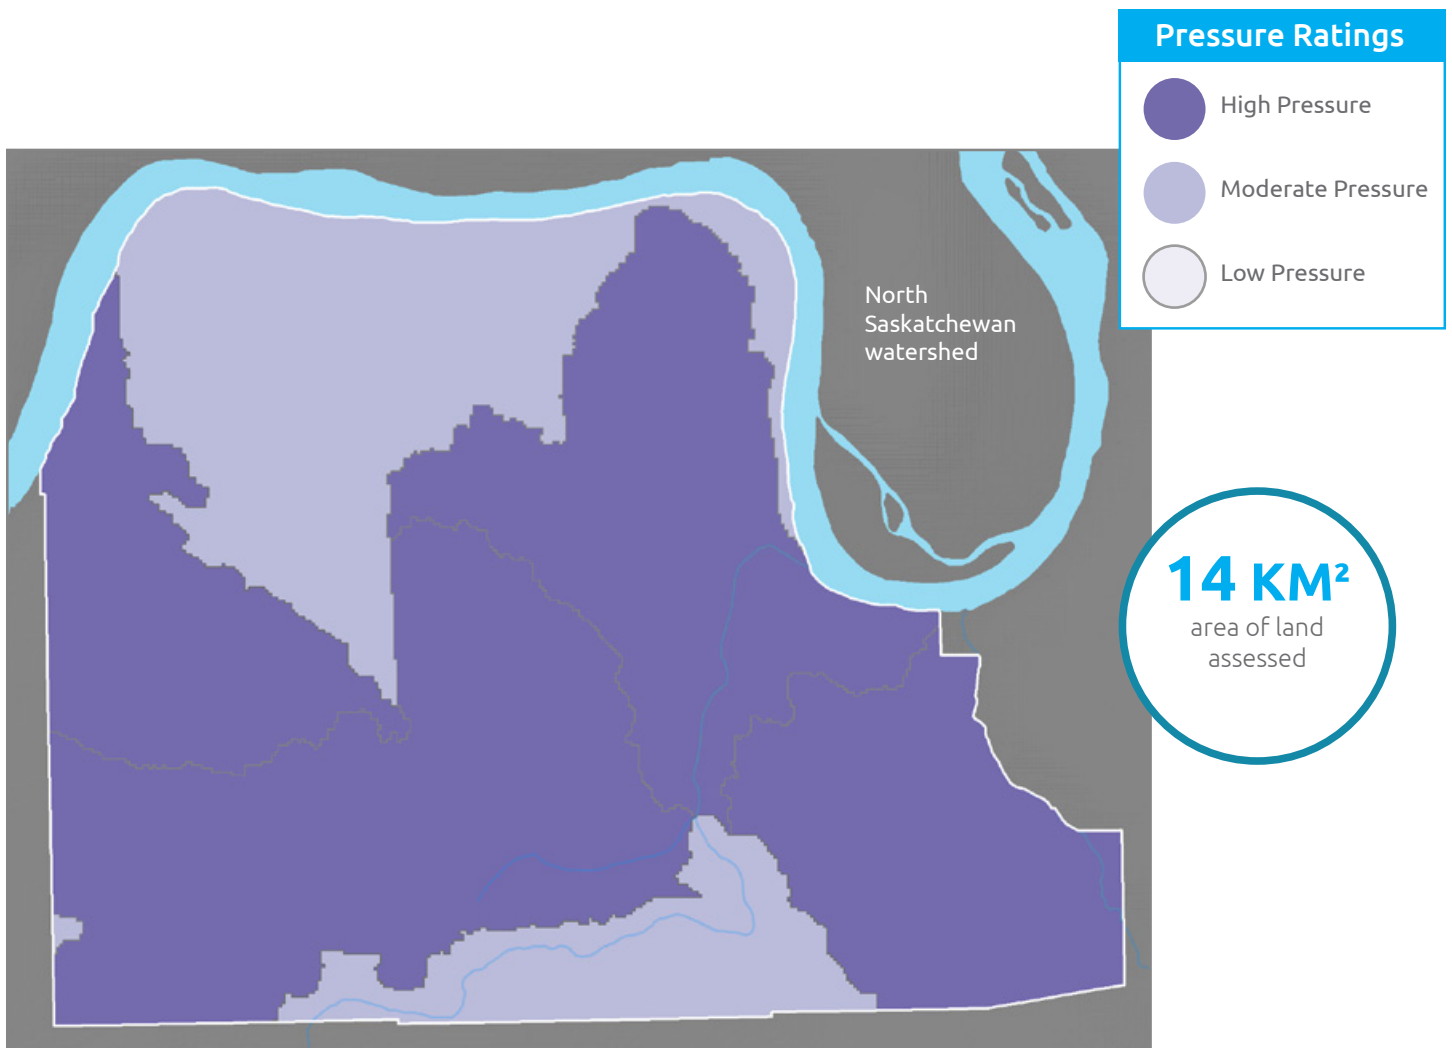 Pressure Ratings
High Pressure
Moderate Pressure
Low Pressure
North
Saskatchewan
watershed
14 KM²
area of land
assessed